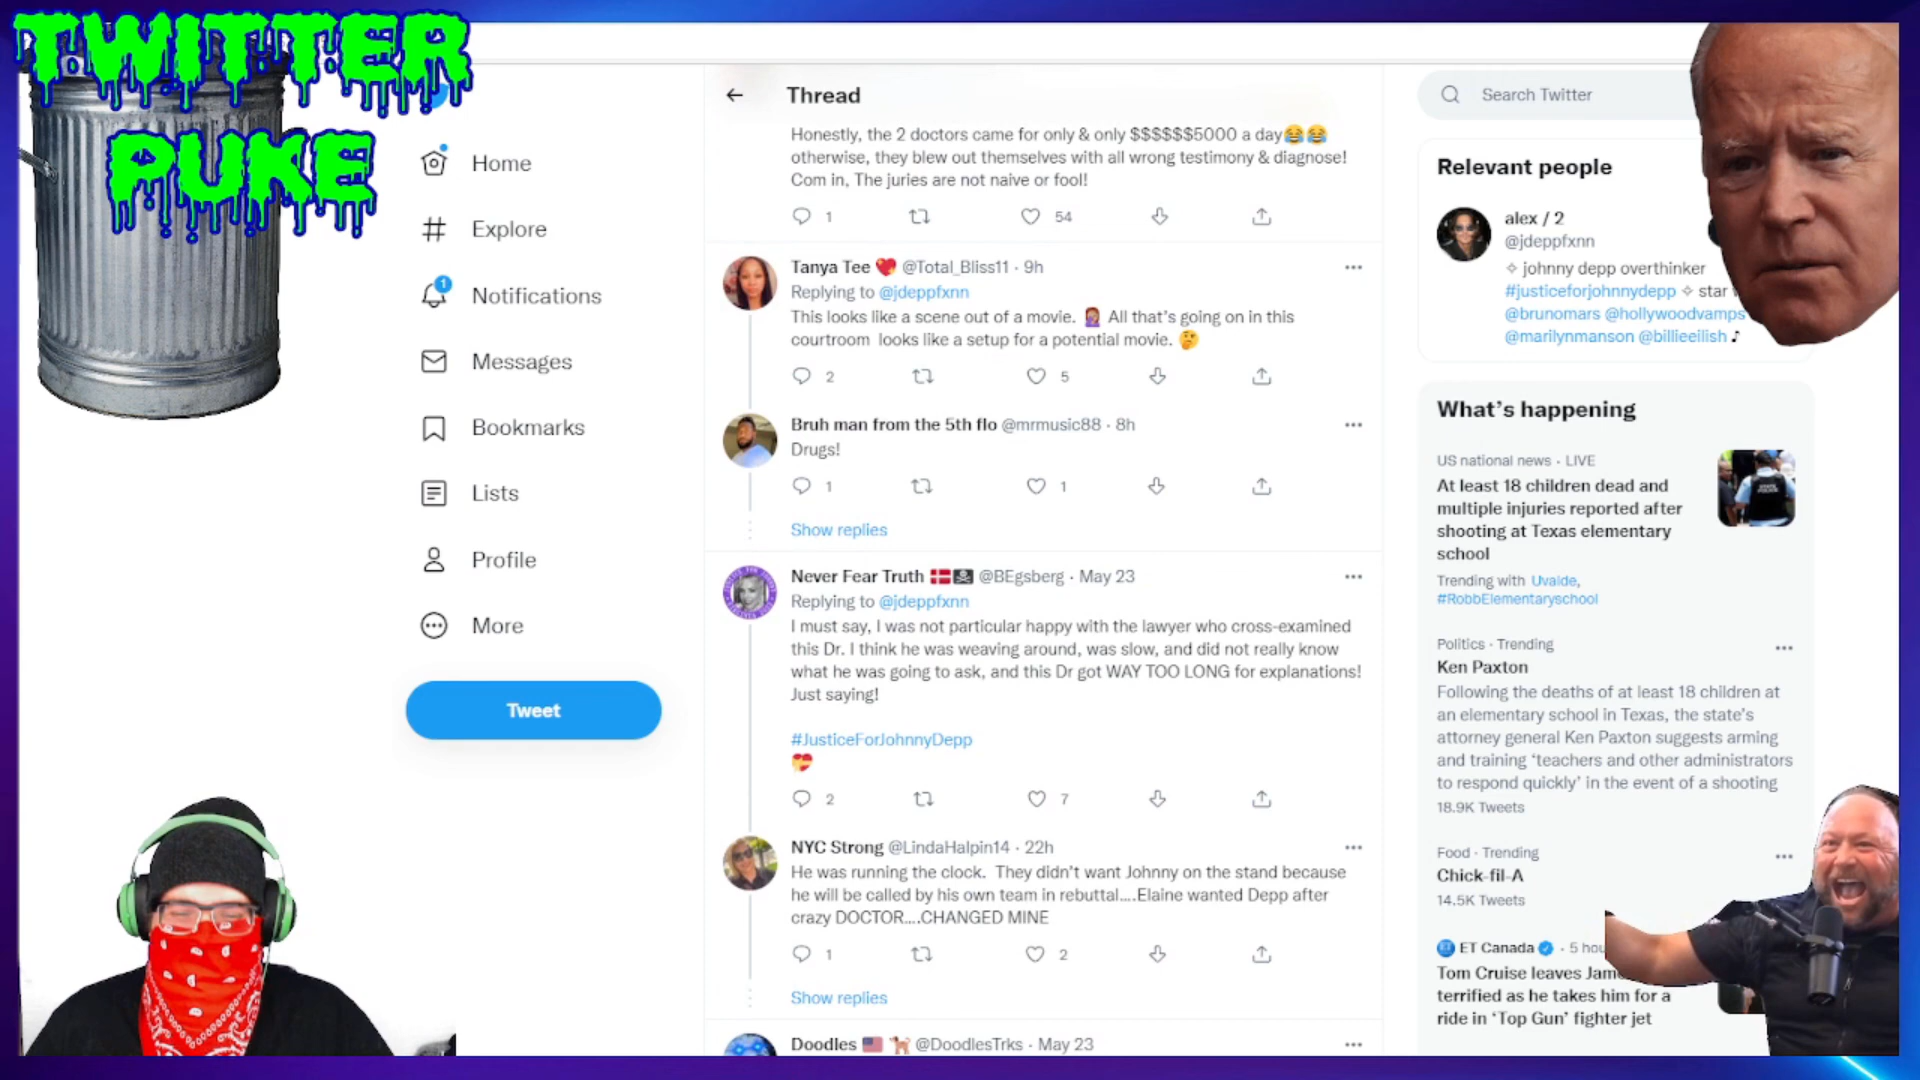 TWITTER
PUKE
Home
Explore
1
Notifications
Messages
Bookmarks
Lists
Profile
More
Tweet
Thread
Honestly, the 2 doctors came for only & only $$$$$$5000 a day😂😂
otherwise, they blew out themselves with all wrong testimony & diagnose!
Com in, The juries are not naive or fool!
1 54
Tanya Tee 💖 @Total_Bliss11 · 9h
Replying to @jdeppfxnn
This looks like a scene out of a movie. 🤦🏽‍♀️ All that's going on in this
courtroom looks like a setup for a potential movie. 🤔
2 5
Bruh man from the 5th flo @mrmusic88 · 8h
Drugs!
1 1
Show replies
Never Fear Truth 🇩🇰🏴‍☠️ @BEgsberg · May 23
Replying to @jdeppfxnn
I must say, I was not particular happy with the lawyer who cross-examined
this Dr. I think he was weaving around, was slow, and did not really know
what he was going to ask, and this Dr got WAY TOO LONG for explanations!
Just saying!
#JusticeForJohnnyDepp
💝
2 7
NYC Strong @LindaHalpin14 · 22h
He was running the clock. They didn't want Johnny on the stand because
he will be called by his own team in rebuttal....Elaine wanted Depp after
crazy DOCTOR....CHANGED MINE
1 2
Show replies
Doodles 🇺🇸 🐕 @DoodlesTrks · May 23
Search Twitter
Relevant people
alex / 2
@jdeppfxnn
✧ johnny depp overthinker
#justiceforjohnnydepp ✧ star
@brunomars @hollywoodvamps
@marilynmanson @billieeilish ♪
What's happening
US national news · LIVE
At least 18 children dead and
multiple injuries reported after
shooting at Texas elementary
school
Trending with Uvalde,
#RobbElementaryschool
Politics · Trending
Ken Paxton
Following the deaths of at least 18 children at
an elementary school in Texas, the state's
attorney general Ken Paxton suggests arming
and training 'teachers and other administrators
to respond quickly' in the event of a shooting
18.9K Tweets
Food · Trending
Chick-fil-A
14.5K Tweets
ET Canada · 5 hou
Tom Cruise leaves Jam
terrified as he takes him for a
ride in 'Top Gun' fighter jet